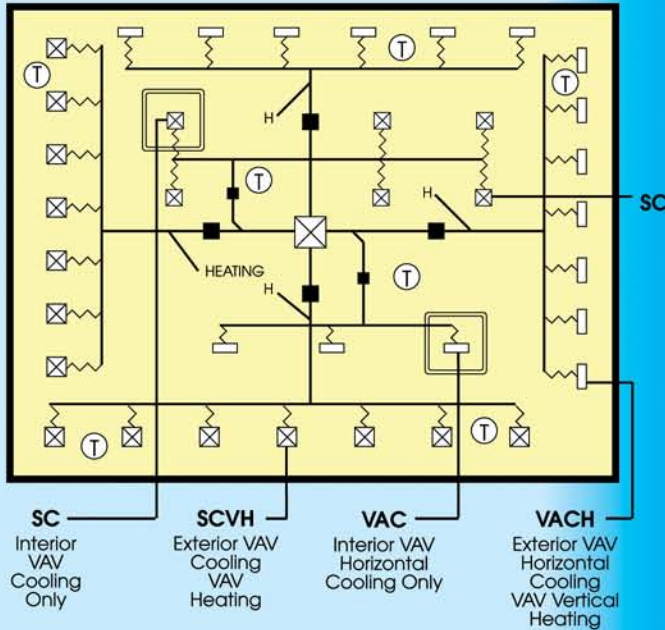 T
T
T
H
T
H
SC
HEATING
T
H
T
T
SC
Interior
VAV
Cooling
Only
SCVH
Exterior VAV
Cooling
VAV
Heating
VAC
Interior VAV
Horizontal
Cooling Only
VACH
Exterior VAV
Horizontal
Cooling
VAV Vertical
Heating